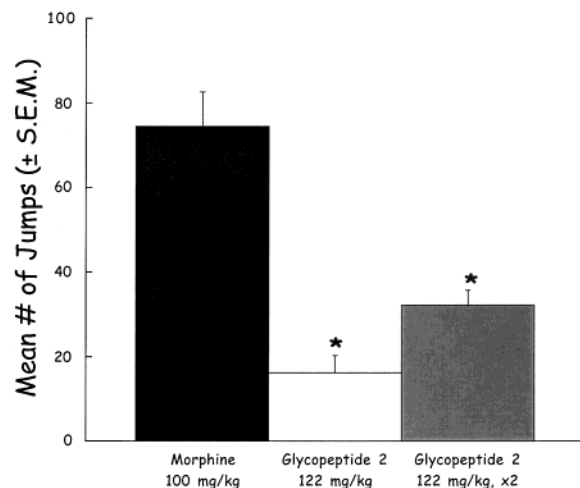 Mean # of Jumps (± S.E.M.)
100
80
60
40
20
0
*
*
Morphine
100 mg/kg
Glycopeptide 2
122 mg/kg
Glycopeptide 2
122 mg/kg, x2